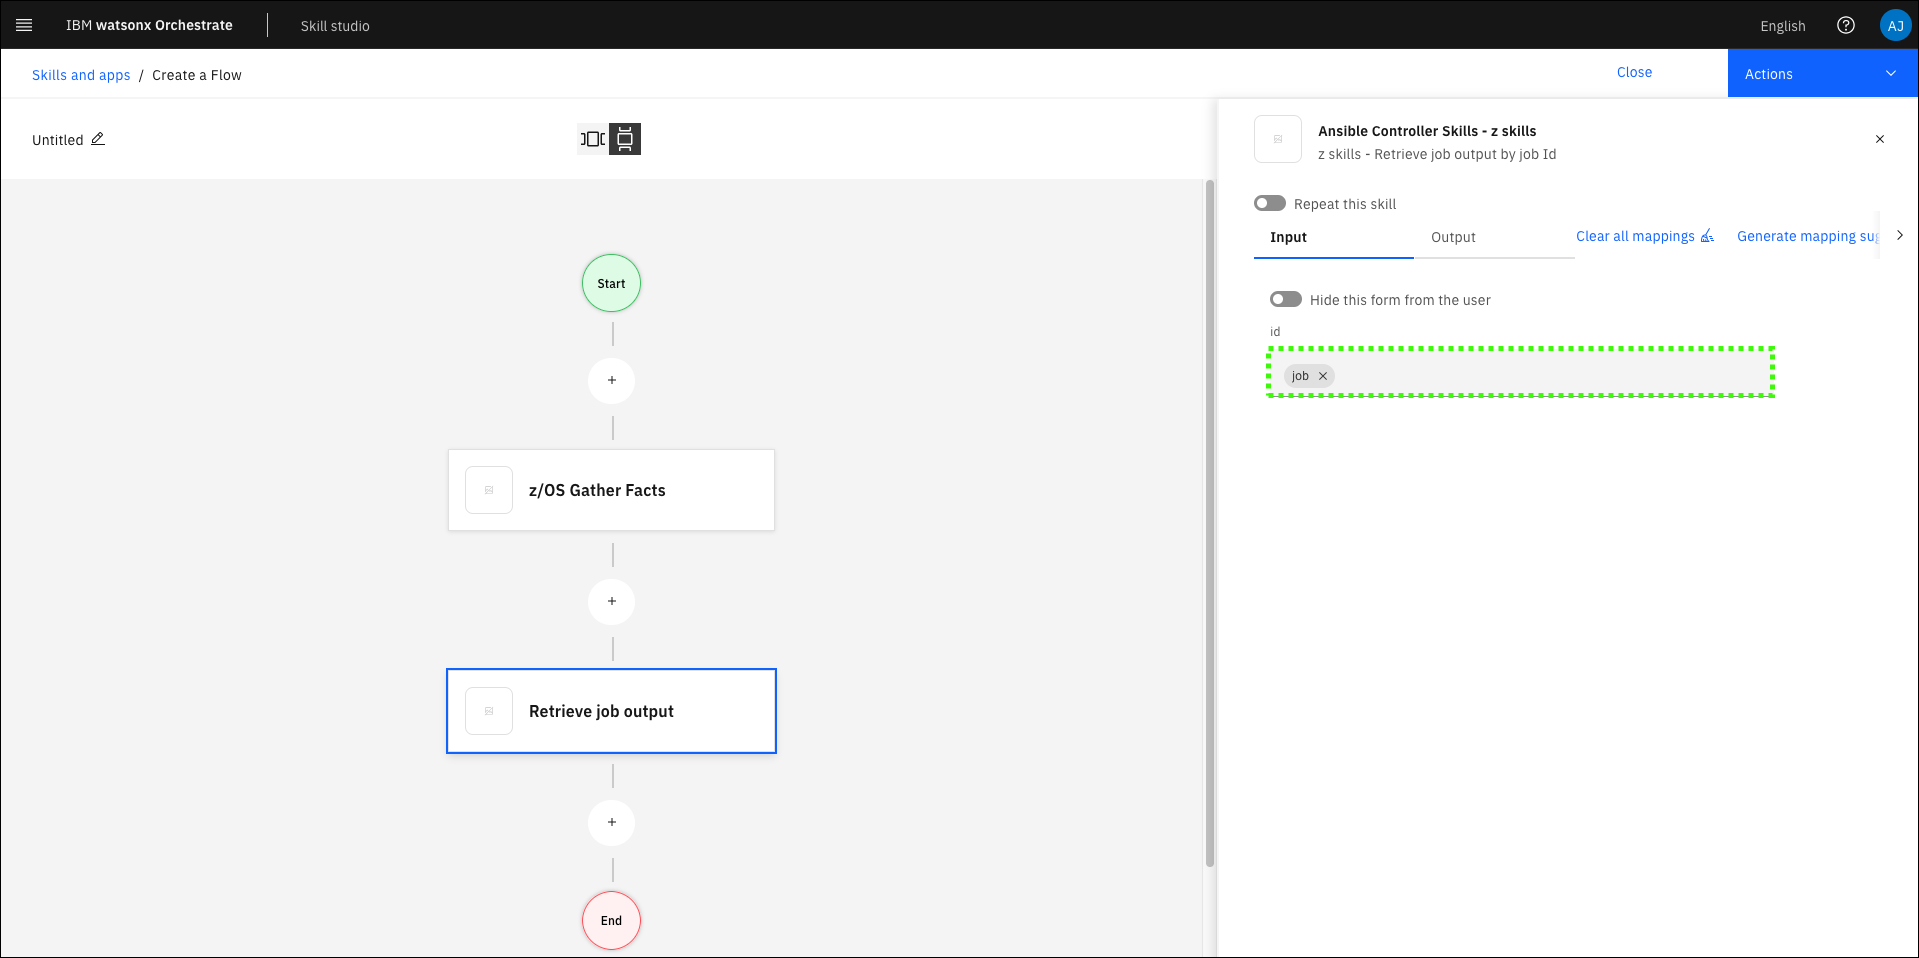 IBM watsonx Orchestrate
Skill studio
English
AJ
Skills and apps / Create a Flow
Close
Actions
Untitled
Start
+
z/OS Gather Facts
+
Retrieve job output
+
End
Ansible Controller Skills - z skills
z skills - Retrieve job output by job Id
Repeat this skill
Input
Output
Clear all mappings
Generate mapping sug
Hide this form from the user
id
job